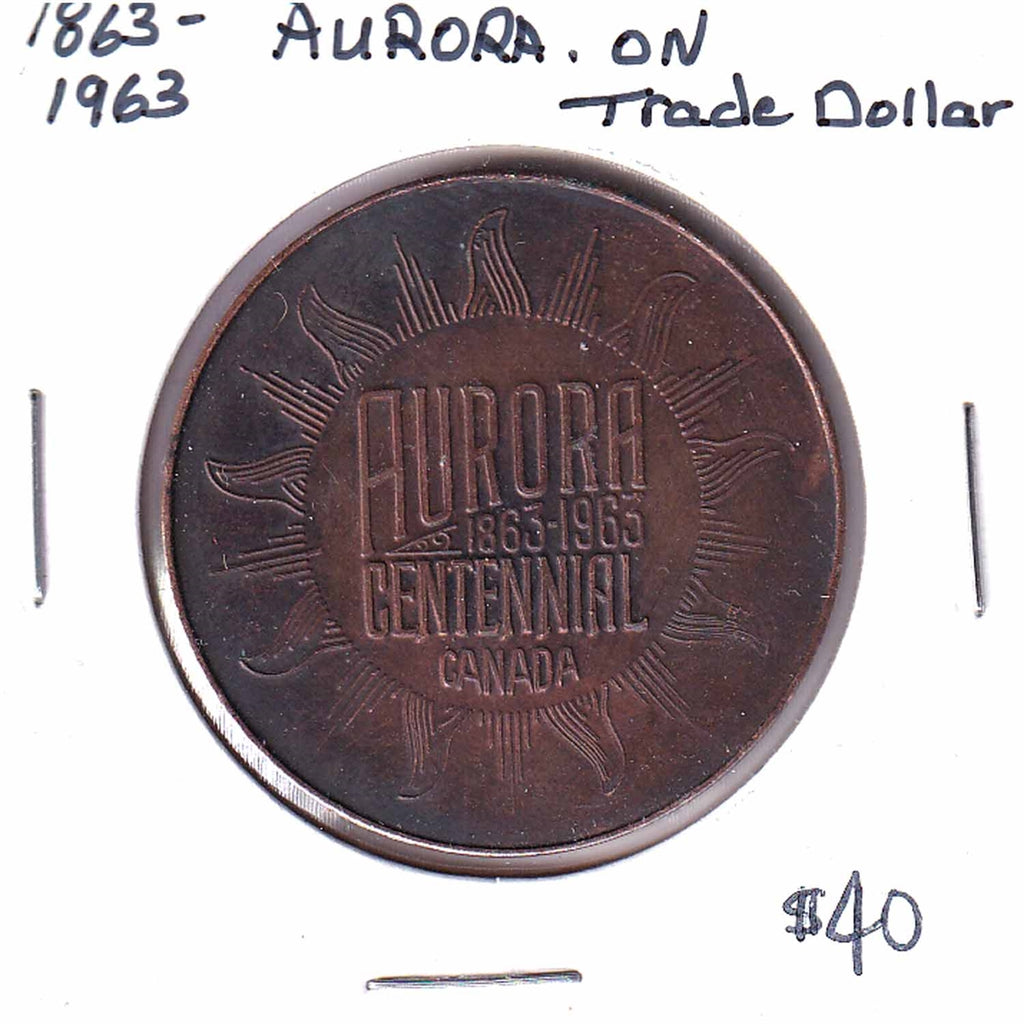 1863- AURORA. ON
1963 Trade Dollar
AURORA
1863-1963
CENTENNIAL
CANADA
$40